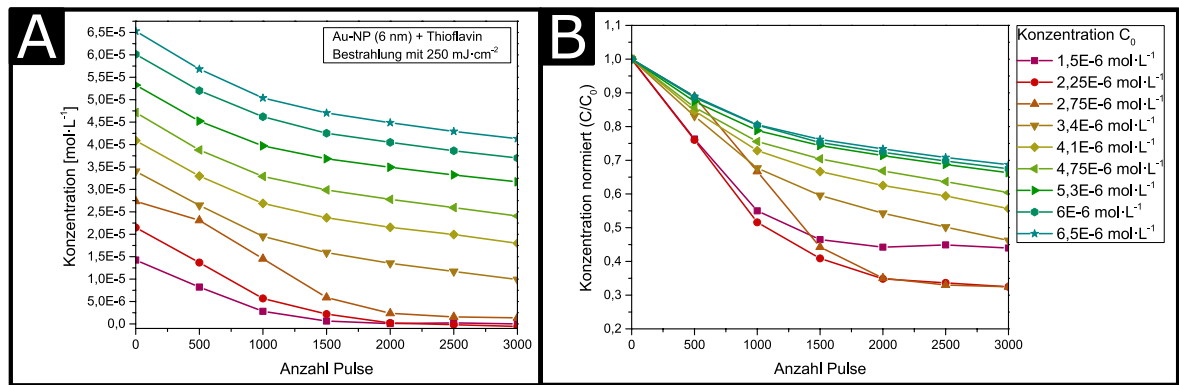 A
Au-NP (6 nm) + Thioflavin
Bestrahlung mit 250 mJ·cm⁻²
Konzentration [mol·L⁻¹]
6,5E-5
6,0E-5
5,5E-5
5,0E-5
4,5E-5
4,0E-5
3,5E-5
3,0E-5
2,5E-5
2,0E-5
1,5E-5
1,0E-5
5,0E-6
0,0
0 500 1000 1500 2000 2500 3000
Anzahl Pulse
B
Konzentration normiert (C/C₀)
1,1
1,0
0,9
0,8
0,7
0,6
0,5
0,4
0,3
0,2
0 500 1000 1500 2000 2500 3000
Anzahl Pulse
Konzentration C₀
1,5E-6 mol·L⁻¹
2,25E-6 mol·L⁻¹
2,75E-6 mol·L⁻¹
3,4E-6 mol·L⁻¹
4,1E-6 mol·L⁻¹
4,75E-6 mol·L⁻¹
5,3E-6 mol·L⁻¹
6E-6 mol·L⁻¹
6,5E-6 mol·L⁻¹